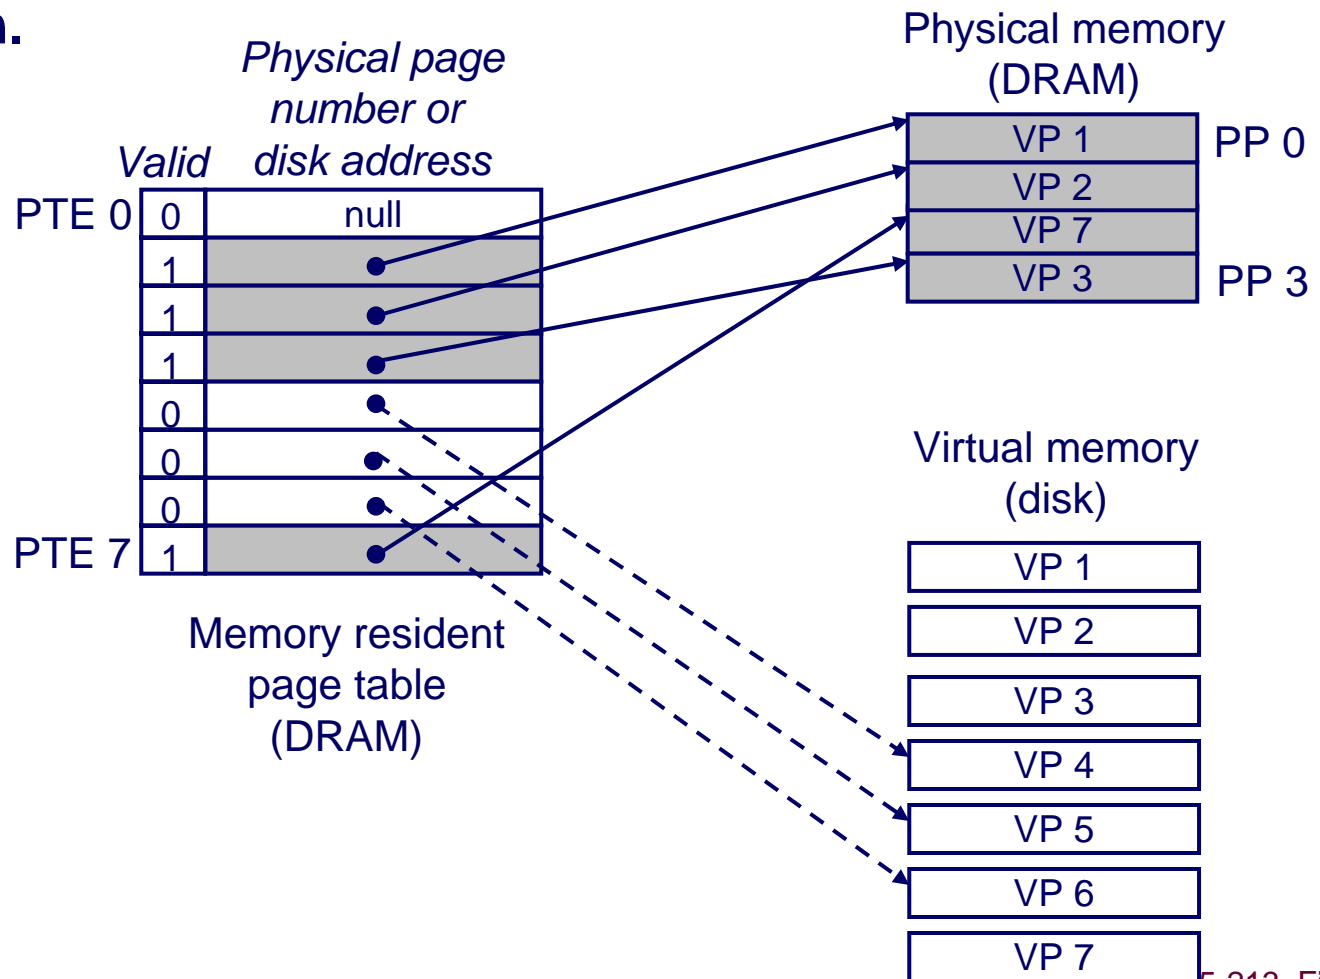 Physical page
number or
disk address
Valid
PTE 0
0
null
1
1
1
0
0
0
PTE 7
1
Memory resident
page table
(DRAM)
Physical memory
(DRAM)
VP 1
PP 0
VP 2
VP 7
VP 3
PP 3
Virtual memory
(disk)
VP 1
VP 2
VP 3
VP 4
VP 5
VP 6
VP 7